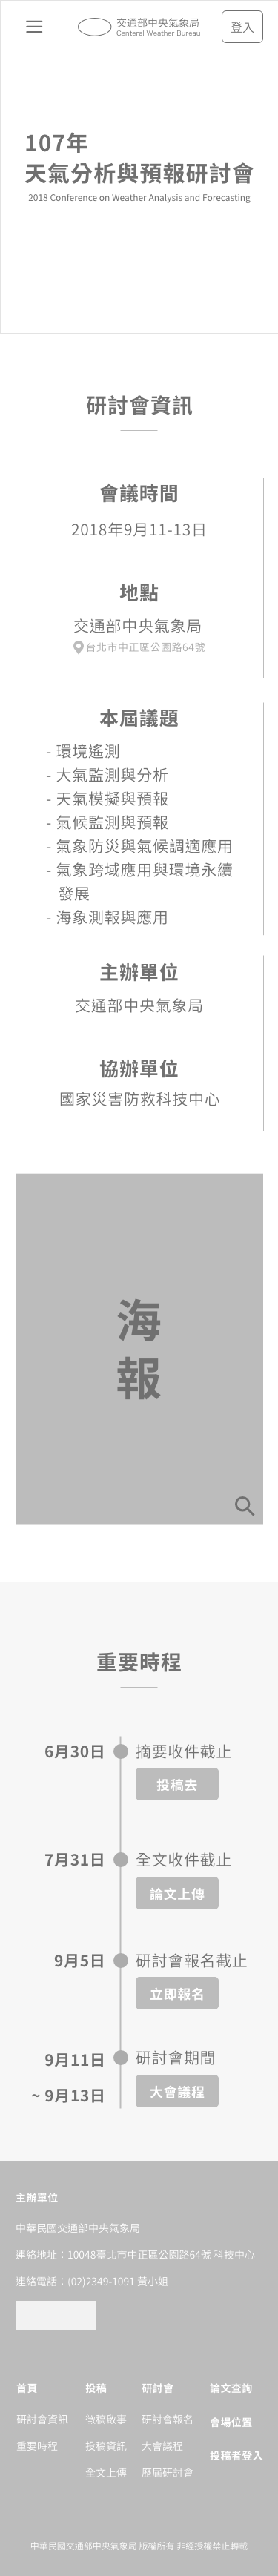 交通部中央氣象局
Centeral Weather Bureau
登入
107年
天氣分析與預報研討會
2018 Conference on Weather Analysis and Forecasting
研討會資訊
會議時間
2018年9月11-13日
地點
交通部中央氣象局
台北市中正區公園路64號
本屆議題
- 環境遙測
- 大氣監測與分析
- 天氣模擬與預報
- 氣候監測與預報
- 氣象防災與氣候調適應用
- 氣象跨域應用與環境永續
發展
- 海象測報與應用
主辦單位
交通部中央氣象局
協辦單位
國家災害防救科技中心
海
報
重要時程
6月30日 摘要收件截止
投稿去
7月31日 全文收件截止
論文上傳
9月5日 研討會報名截止
立即報名
9月11日 研討會期間
~ 9月13日 大會議程
主辦單位
中華民國交通部中央氣象局
連絡地址：10048臺北市中正區公園路64號 科技中心
連絡電話：(02)2349-1091 黃小姐
首頁 投稿 研討會 論文查詢
研討會資訊 徵稿啟事 研討會報名 會場位置
重要時程 投稿資訊 大會議程 投稿者登入
全文上傳 歷屆研討會
中華民國交通部中央氣象局 版權所有 非經授權禁止轉載